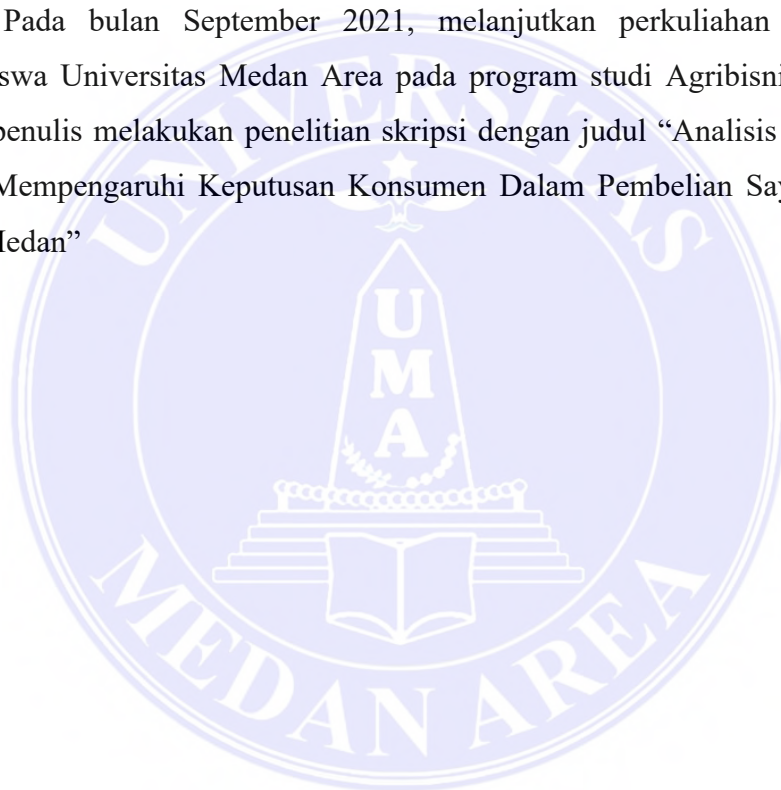 Pada bulan September 2021, melanjutkan perkuliahan
swa Universitas Medan Area pada program studi Agribisni
penulis melakukan penelitian skripsi dengan judul “Analisis
Mempengaruhi Keputusan Konsumen Dalam Pembelian Say
Medan”
UNIVERSITAS
UMA
MEDAN AREA